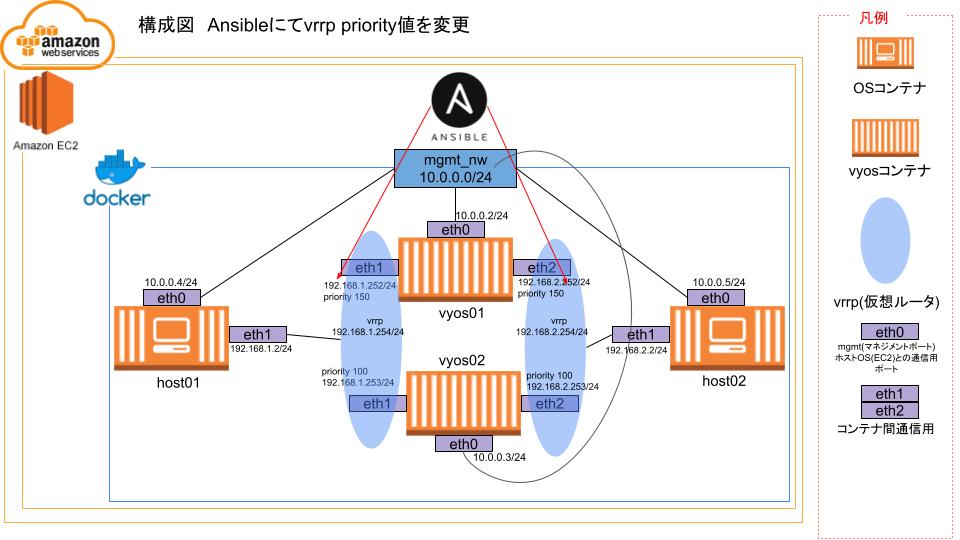 構成図 Ansibleにてvrrp priority値を変更
amazon
web services
Amazon EC2
docker
ANSIBLE
mgmt_nw
10.0.0.0/24
10.0.0.2/24
eth0
eth1
192.168.1.252/24
priority 150
eth2
192.168.2.252/24
priority 150
vyos01
10.0.0.4/24
eth0
eth1
192.168.1.2/24
host01
vrrp
192.168.1.254/24
vrrp
192.168.2.254/24
10.0.0.5/24
eth0
eth1
192.168.2.2/24
host02
vyos02
priority 100
192.168.1.253/24
eth1
priority 100
192.168.2.253/24
eth2
eth0
10.0.0.3/24
凡例
OSコンテナ
vyosコンテナ
vrrp(仮想ルータ)
eth0
mgmt(マネジメントポート)
ホストOS(EC2)との通信用
ポート
eth1
eth2
コンテナ間通信用